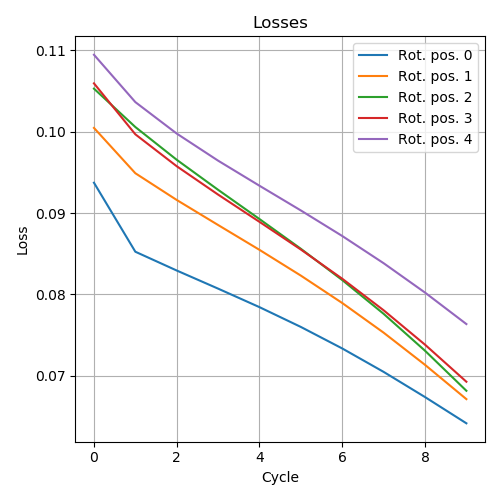 Losses
0.11
0.10
0.09
0.08
0.07
Loss
0
2
4
6
8
Cycle
Rot. pos. 0
Rot. pos. 1
Rot. pos. 2
Rot. pos. 3
Rot. pos. 4